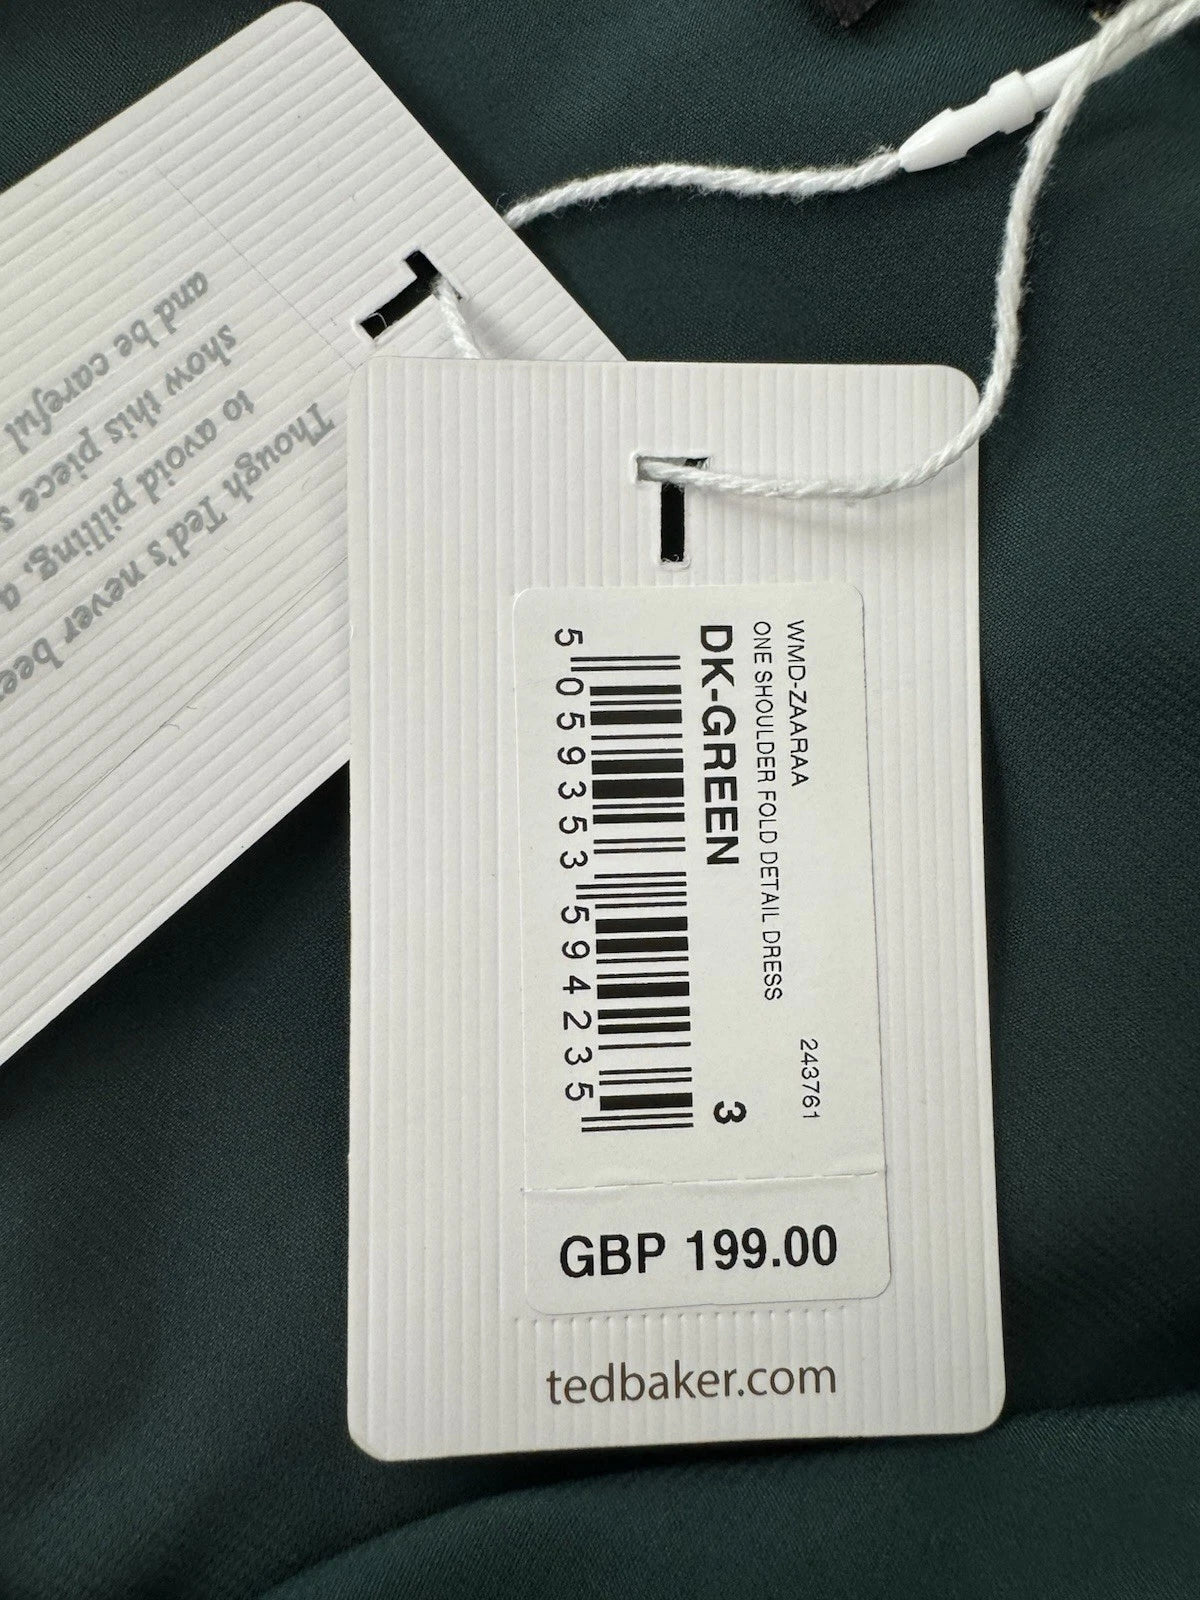 WMD-ZAARAA
243761
ONE SHOULDER FOLD DETAIL DRESS
DK-GREEN
3
5 059353 594235
GBP 199.00
tedbaker.com
Though Ted's never bee
to avoid pilling, a
show this piece s
and be careful